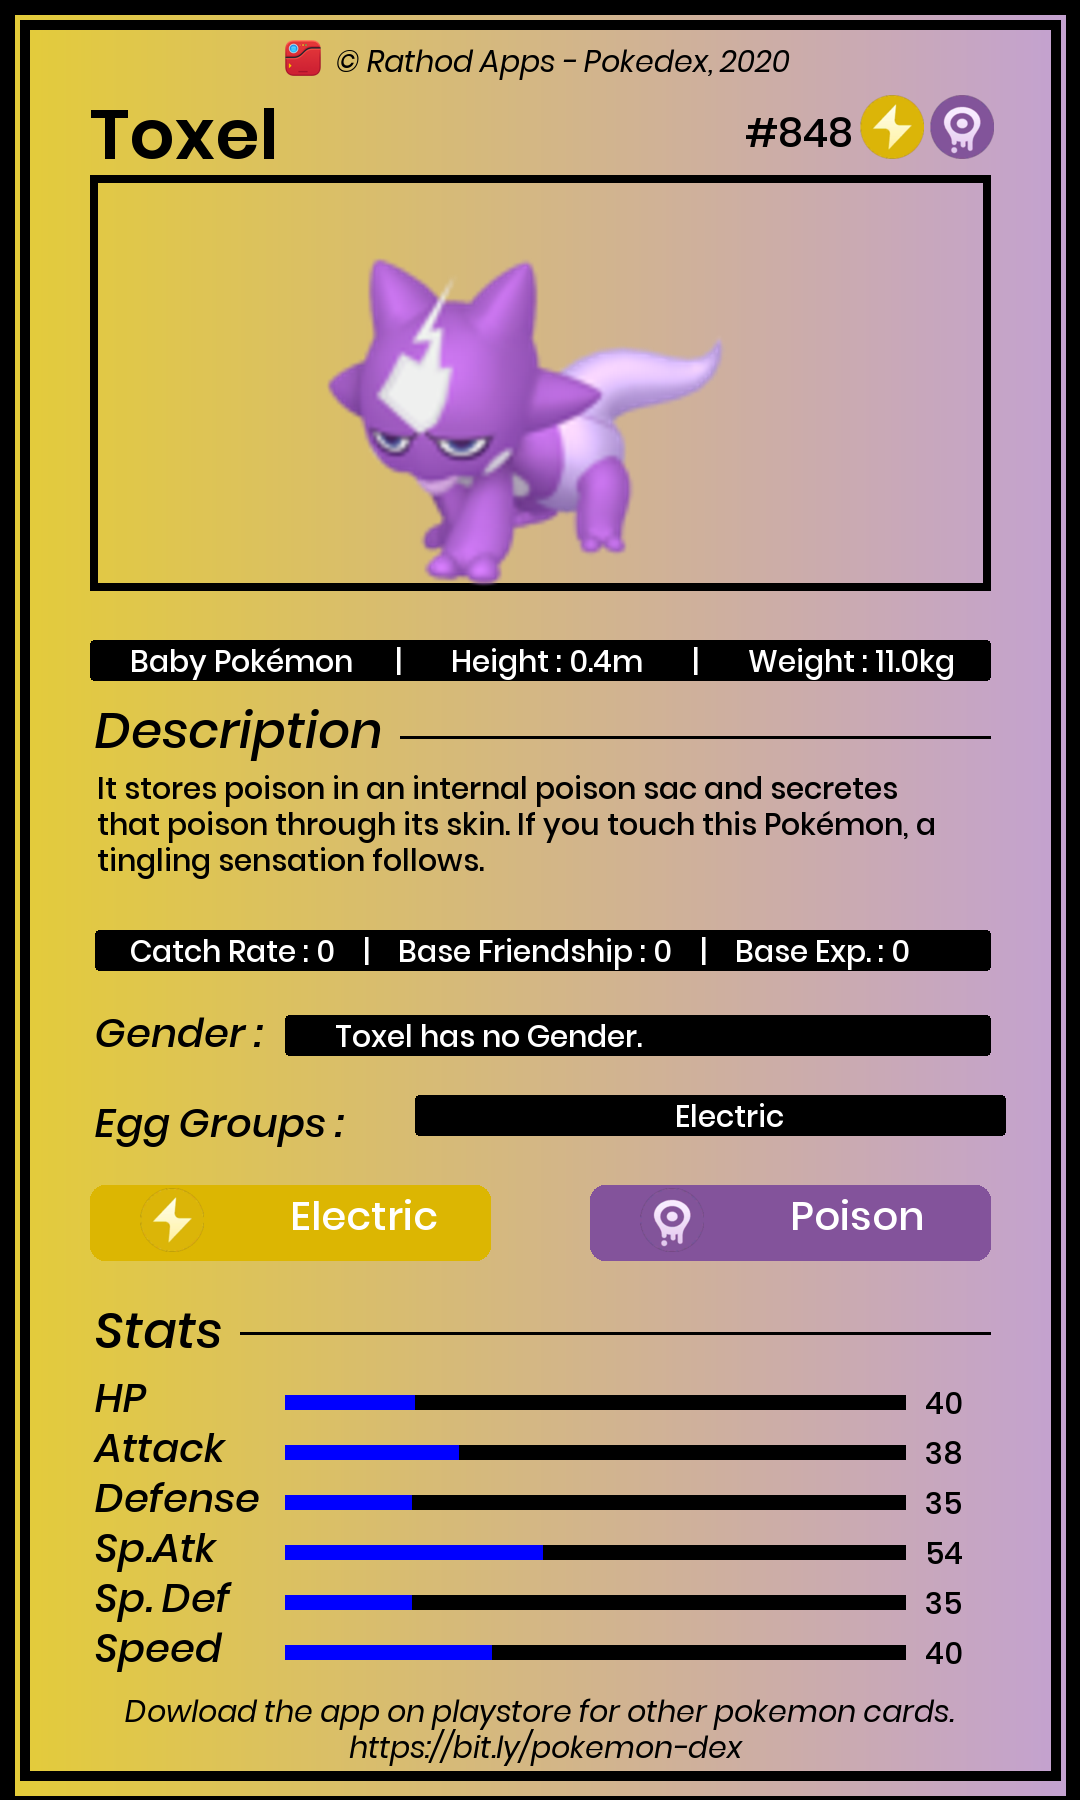 © Rathod Apps - Pokedex, 2020
Toxel #848
Baby Pokémon | Height : 0.4m | Weight : 11.0kg
Description
It stores poison in an internal poison sac and secretes
that poison through its skin. If you touch this Pokémon, a
tingling sensation follows.
Catch Rate : 0 | Base Friendship : 0 | Base Exp. : 0
Gender : Toxel has no Gender.
Egg Groups : Electric
Electric Poison
Stats
HP 40
Attack 38
Defense 35
Sp.Atk 54
Sp. Def 35
Speed 40
Dowload the app on playstore for other pokemon cards.
https://bit.ly/pokemon-dex